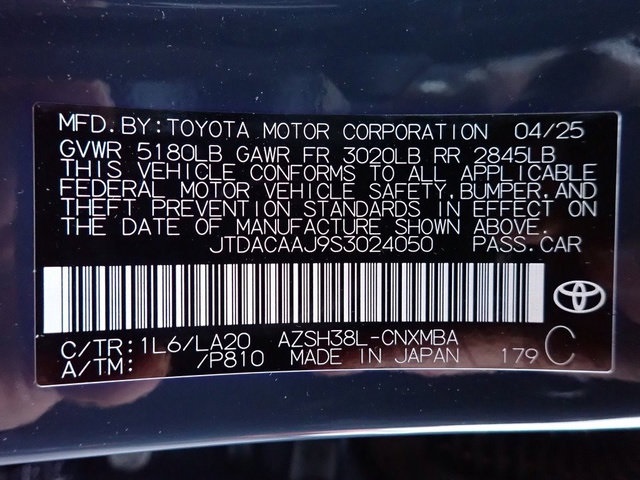 MFD.BY:TOYOTA MOTOR CORPORATION 04/25
GVWR 5180LB GAWR FR 3020LB RR 2845LB
THIS VEHICLE CONFORMS TO ALL APPLICABLE
FEDERAL MOTOR VEHICLE SAFETY,BUMPER,AND
THEFT PREVENTION STANDARDS IN EFFECT ON
THE DATE OF MANUFACTURE SHOWN ABOVE.
JTDACAAJ9S3024050 PASS.CAR
C/TR:1L6/LA20 AZSH38L-CNXMBA
A/TM: /P810 MADE IN JAPAN 179 C